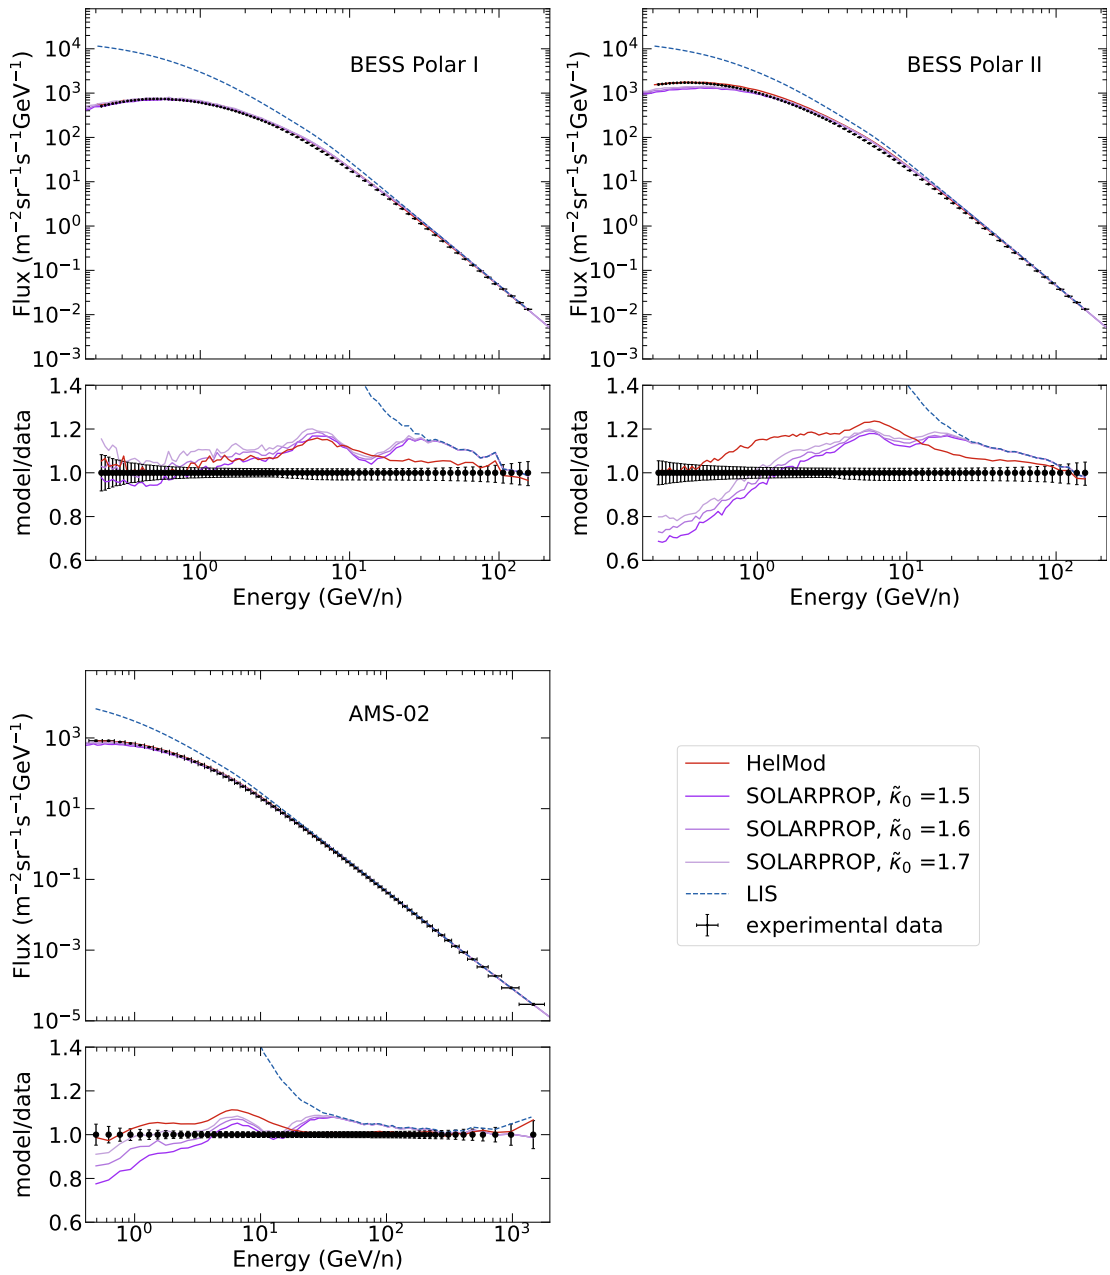 BESS Polar I
Flux (m⁻²sr⁻¹s⁻¹GeV⁻¹)
10⁴
10³
10²
10¹
10⁰
10⁻¹
10⁻²
10⁻³
model/data
1.4
1.2
1.0
0.8
0.6
10⁰ 10¹ 10²
Energy (GeV/n)
BESS Polar II
Flux (m⁻²sr⁻¹s⁻¹GeV⁻¹)
10⁴
10³
10²
10¹
10⁰
10⁻¹
10⁻²
10⁻³
model/data
1.4
1.2
1.0
0.8
0.6
10⁰ 10¹ 10²
Energy (GeV/n)
AMS-02
Flux (m⁻²sr⁻¹s⁻¹GeV⁻¹)
10³
10¹
10⁻¹
10⁻³
10⁻⁵
model/data
1.4
1.2
1.0
0.8
0.6
10⁰ 10¹ 10² 10³
Energy (GeV/n)
HelMod
SOLARPROP, κ̃₀ =1.5
SOLARPROP, κ̃₀ =1.6
SOLARPROP, κ̃₀ =1.7
LIS
experimental data